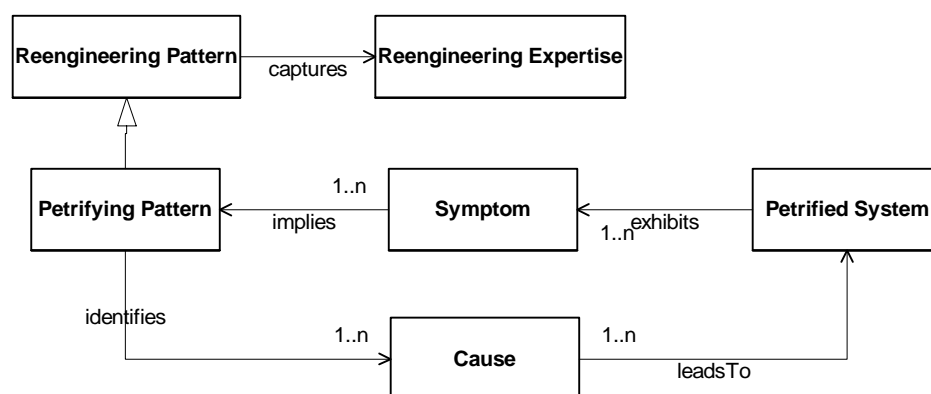 Reengineering Pattern
captures
Reengineering Expertise
Petrifying Pattern
1..n
implies
Symptom
1..n
exhibits
Petrified System
identifies
1..n
Cause
1..n
leadsTo